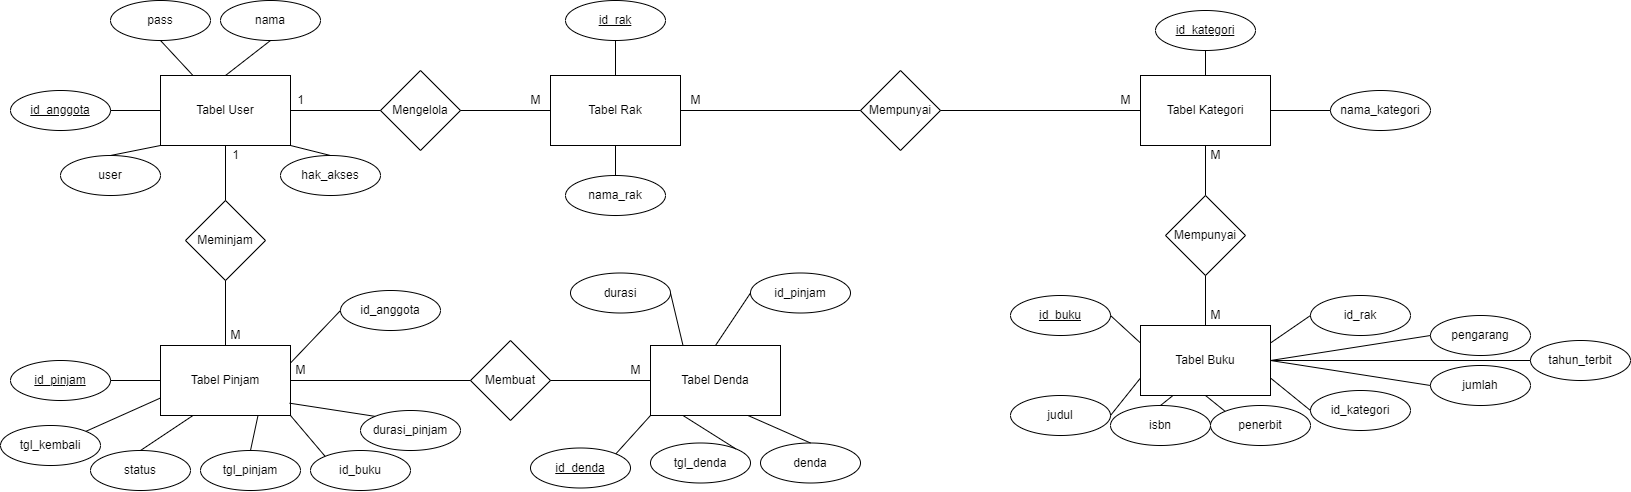 pass
nama
id_rak
id_kategori
id_anggota
Tabel User
1
Mengelola
M
Tabel Rak
M
Mempunyai
M
Tabel Kategori
nama_kategori
user
1
hak_akses
nama_rak
M
Meminjam
Mempunyai
M
durasi
id_pinjam
id_anggota
M
id_buku
id_rak
pengarang
id_pinjam
Tabel Pinjam
M
Membuat
M
Tabel Denda
Tabel Buku
tahun_terbit
jumlah
tgl_kembali
durasi_pinjam
judul
isbn
penerbit
id_kategori
status
tgl_pinjam
id_buku
id_denda
tgl_denda
denda